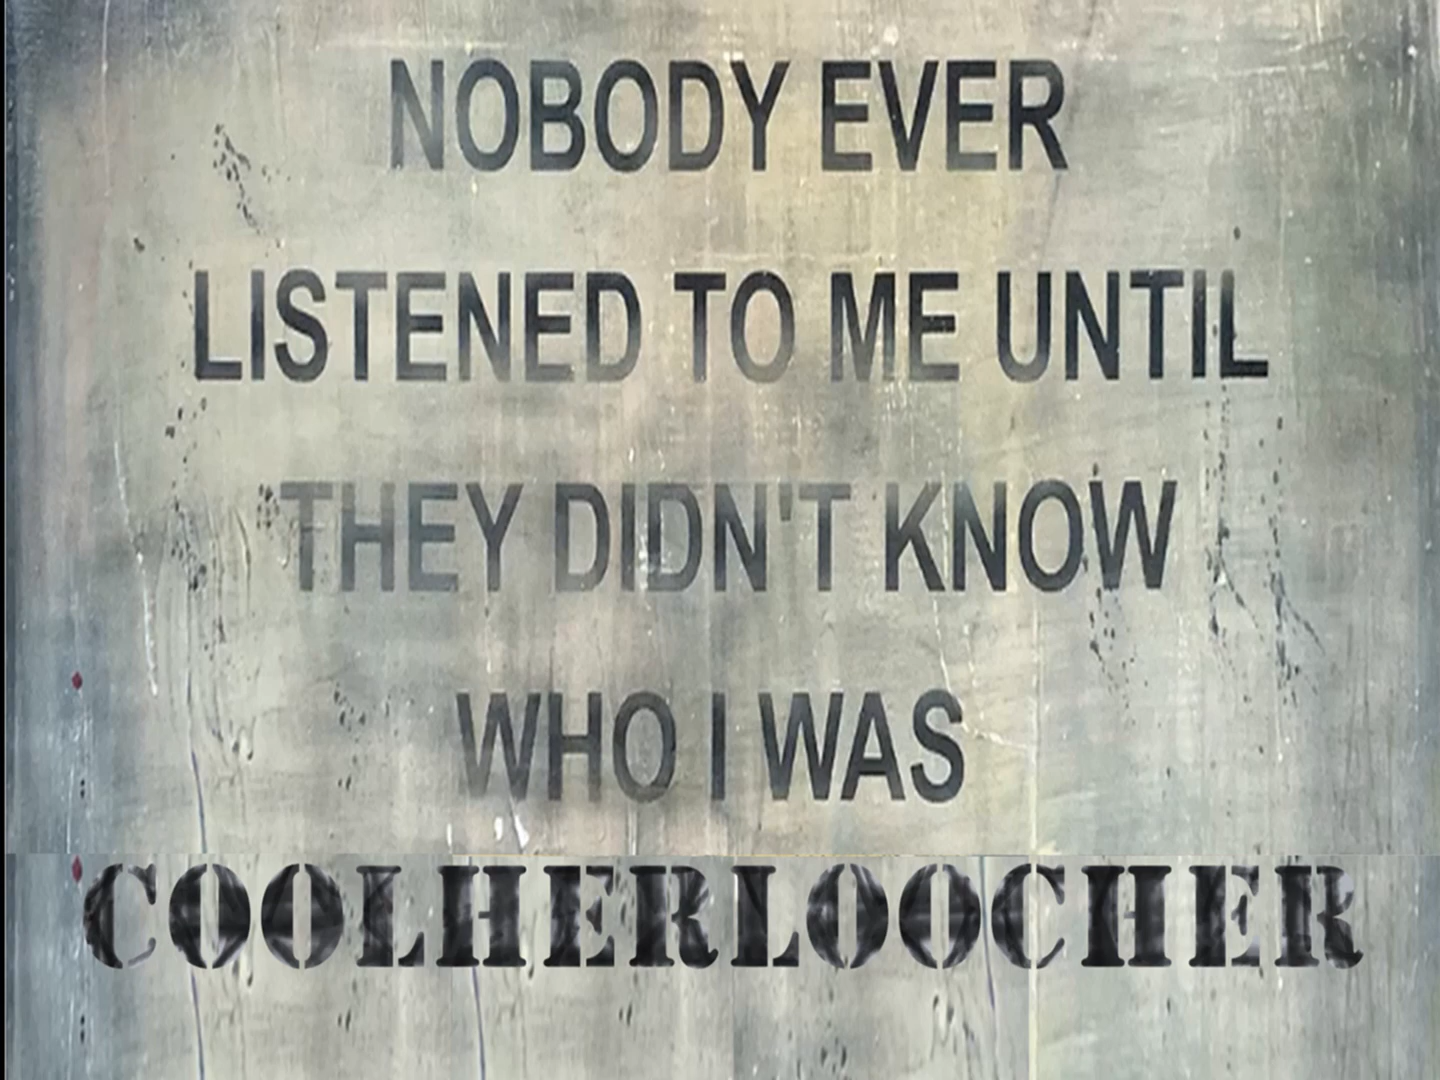 NOBODY EVER
LISTENED TO ME UNTIL
THEY DIDN'T KNOW
WHO I WAS
COOLHERLOOCHER